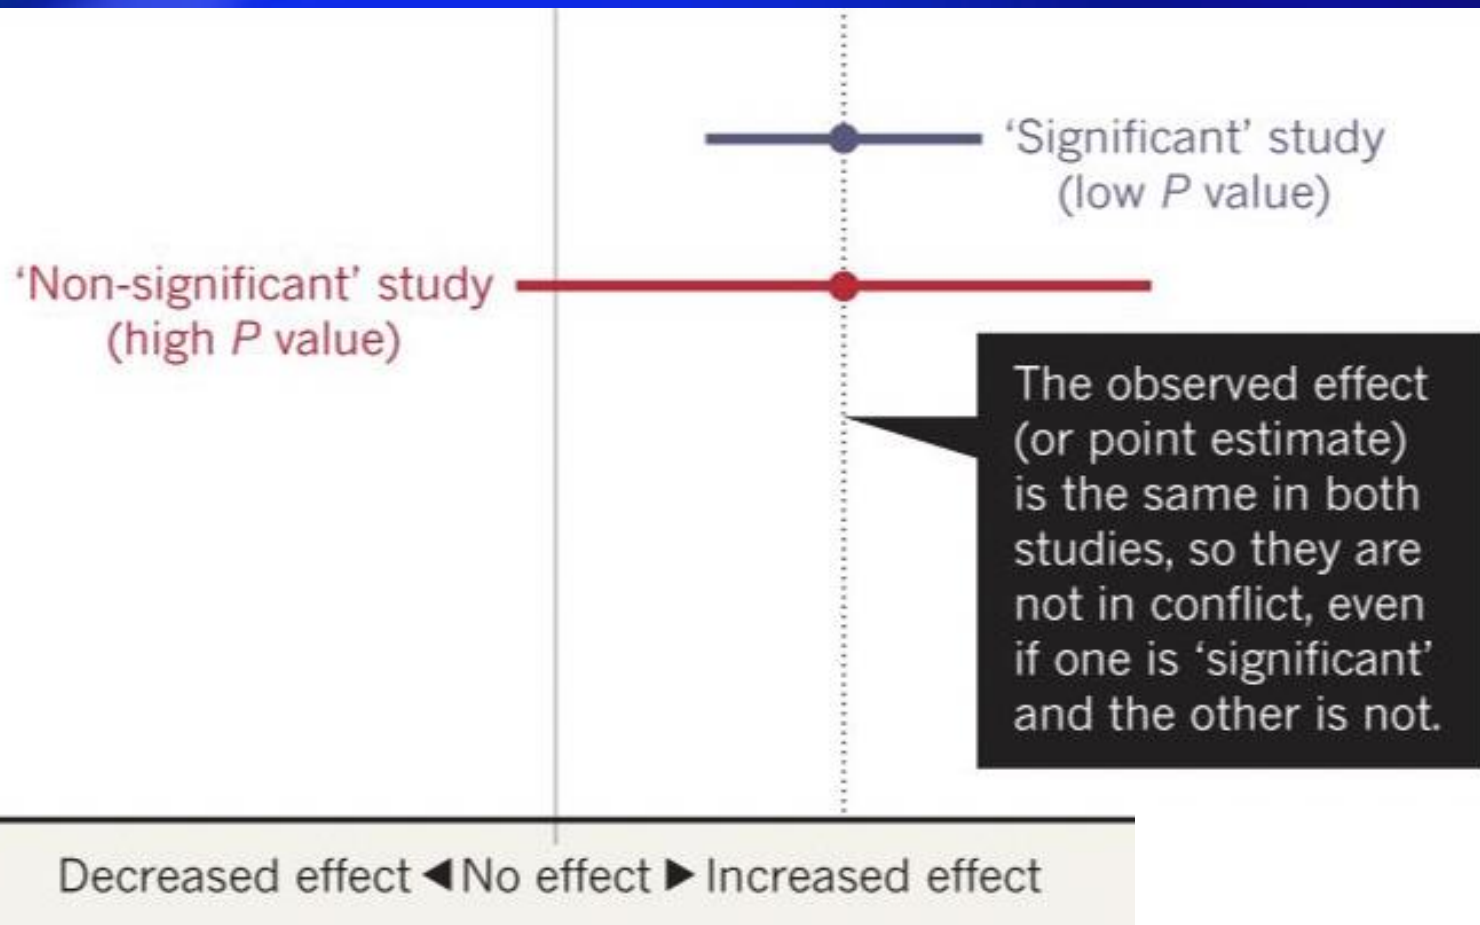 ‘Significant’ study
(low P value)
‘Non-significant’ study
(high P value)
The observed effect
(or point estimate)
is the same in both
studies, so they are
not in conflict, even
if one is ‘significant’
and the other is not.
Decreased effect ◀ No effect ▶ Increased effect